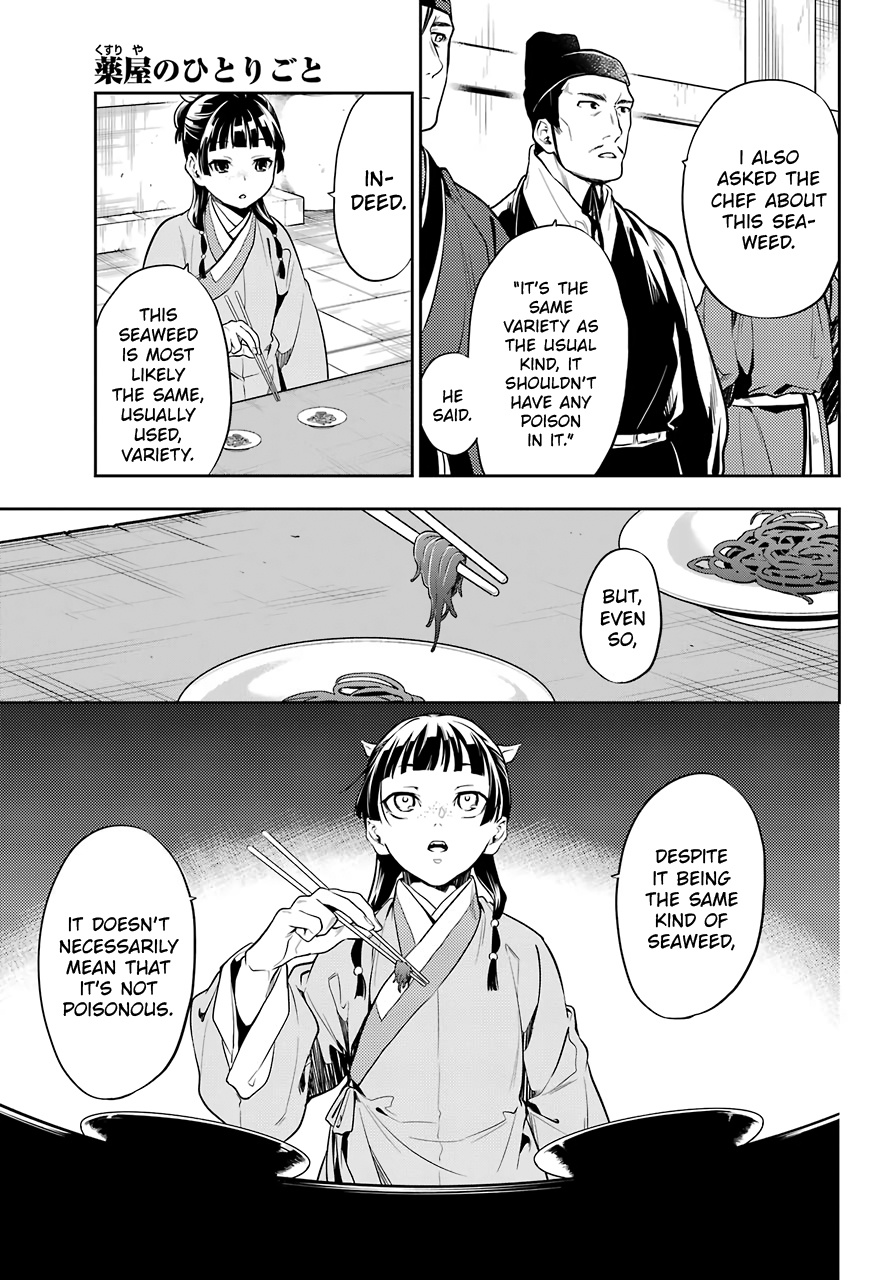 くすり や
薬屋のひとりごと
I ALSO
ASKED THE
CHEF ABOUT
THIS SEA-
WEED.
"IT'S THE
SAME
VARIETY AS
THE USUAL
KIND, IT
SHOULDN'T
HAVE ANY
POISON
IN IT."
HE
SAID.
IN-
DEED.
THIS
SEAWEED
IS MOST
LIKELY
THE SAME,
USUALLY
USED,
VARIETY.
BUT,
EVEN
SO,
DESPITE
IT BEING
THE SAME
KIND OF
SEAWEED,
IT DOESN'T
NECESSARILY
MEAN THAT
IT'S NOT
POISONOUS.